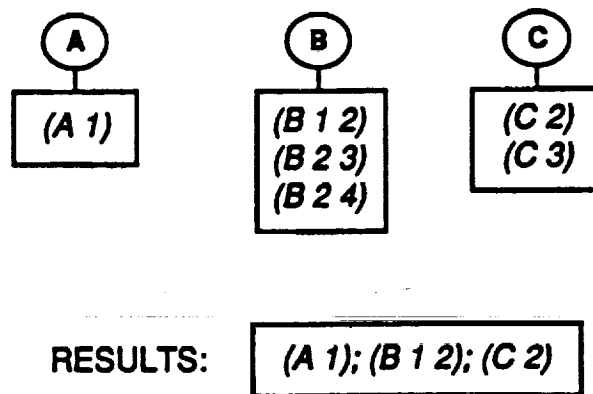 A B C
(A 1) (B 1 2) (C 2)
(B 2 3) (C 3)
(B 2 4)
RESULTS: (A 1); (B 1 2); (C 2)